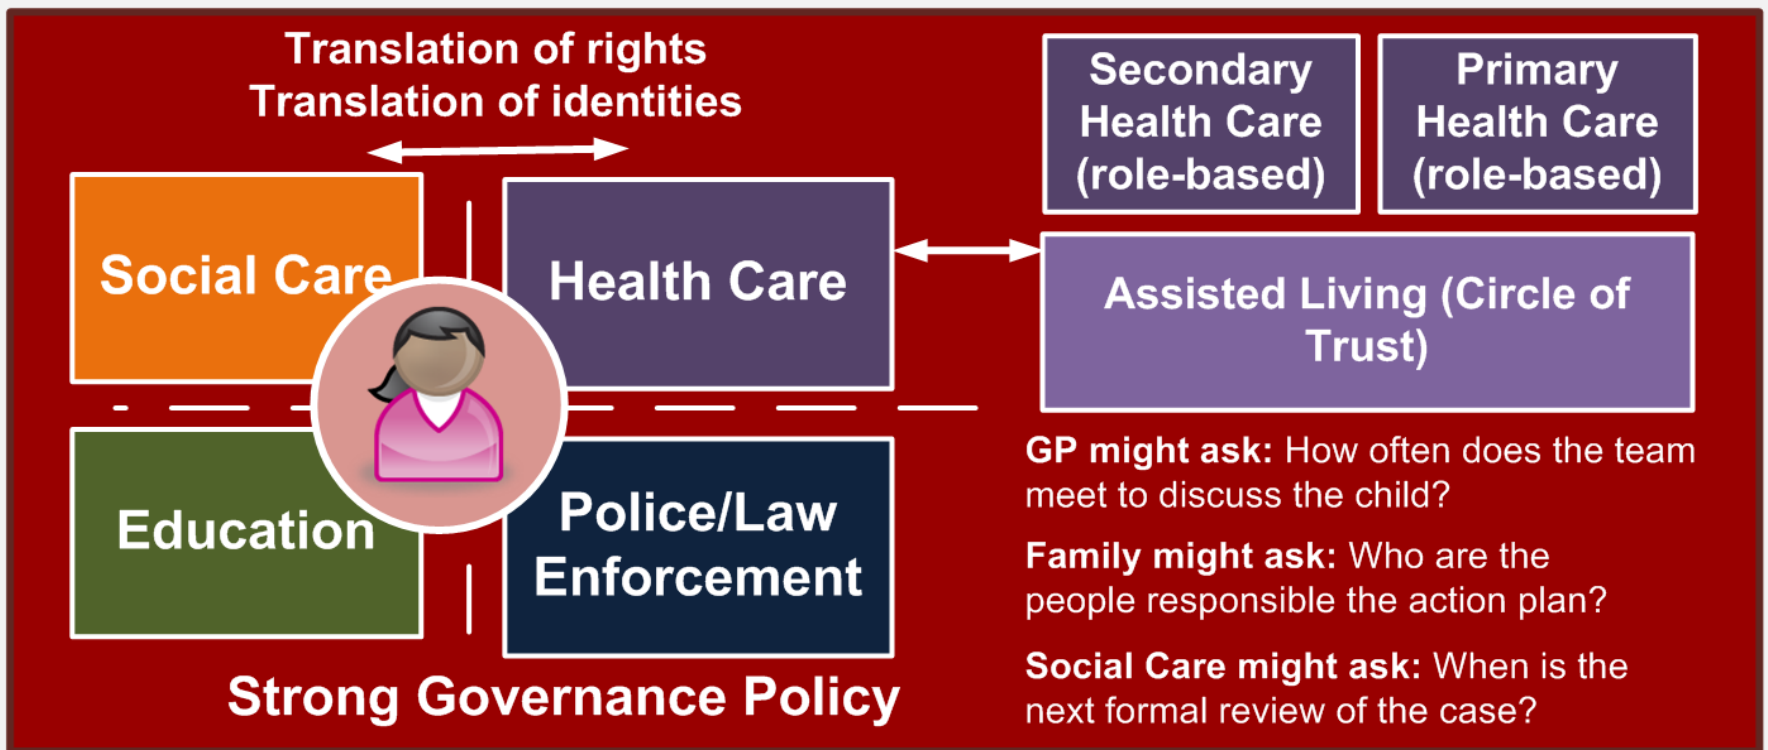 Translation of rights
Translation of identities
Social Care
Health Care
Education
Police/Law
Enforcement
Strong Governance Policy
Secondary
Health Care
(role-based)
Primary
Health Care
(role-based)
Assisted Living (Circle of
Trust)
GP might ask: How often does the team
meet to discuss the child?
Family might ask: Who are the
people responsible the action plan?
Social Care might ask: When is the
next formal review of the case?